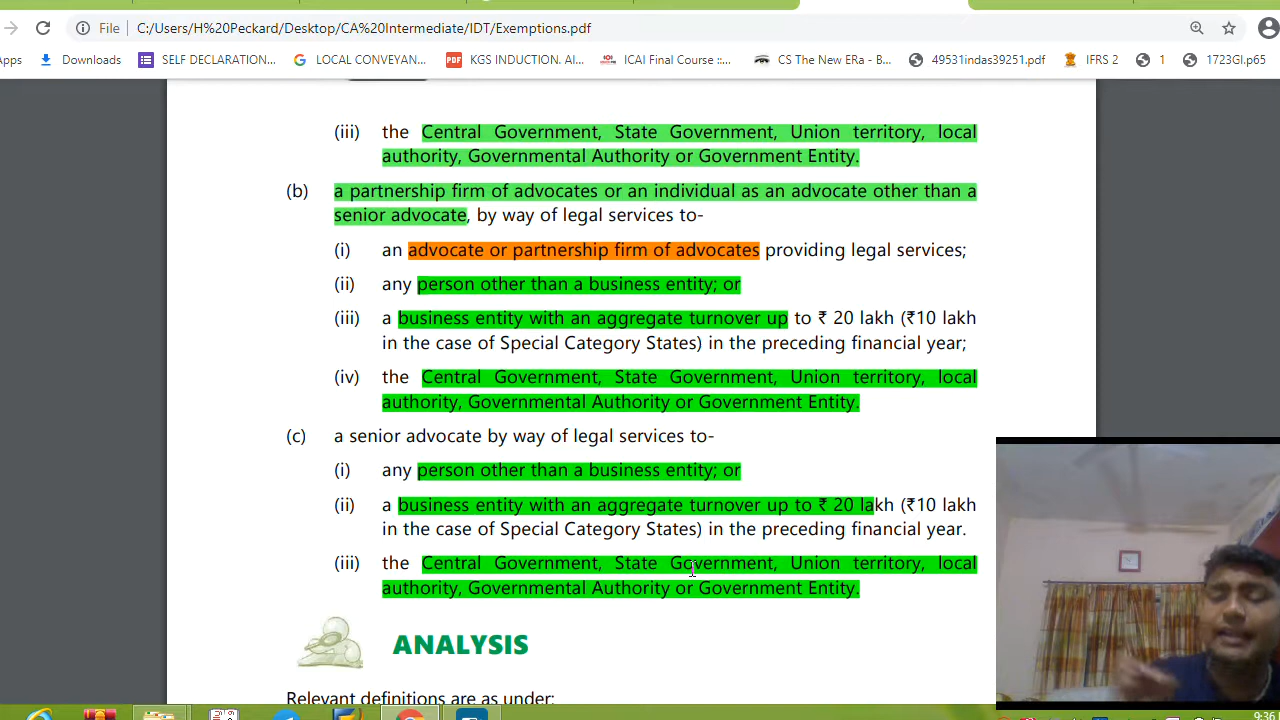 File C:/Users/H%20Peckard/Desktop/CA%20Intermediate/IDT/Exemptions.pdf
Apps Downloads SELF DECLARATION... LOCAL CONVEYAN... PDF KGS INDUCTION. AI... ICAI Final Course ::... CS The New ERa - B... 49531indas39251.pdf IFRS 2 1 1723GI.p65
(iii) the Central Government, State Government, Union territory, local
authority, Governmental Authority or Government Entity.
(b) a partnership firm of advocates or an individual as an advocate other than a
senior advocate, by way of legal services to-
(i) an advocate or partnership firm of advocates providing legal services;
(ii) any person other than a business entity; or
(iii) a business entity with an aggregate turnover up to ₹ 20 lakh (₹10 lakh
in the case of Special Category States) in the preceding financial year;
(iv) the Central Government, State Government, Union territory, local
authority, Governmental Authority or Government Entity.
(c) a senior advocate by way of legal services to-
(i) any person other than a business entity; or
(ii) a business entity with an aggregate turnover up to ₹ 20 lakh (₹10 lakh
in the case of Special Category States) in the preceding financial year.
(iii) the Central Government, State Government, Union territory, local
authority, Governmental Authority or Government Entity.
ANALYSIS
Relevant definitions are as under:
9:36